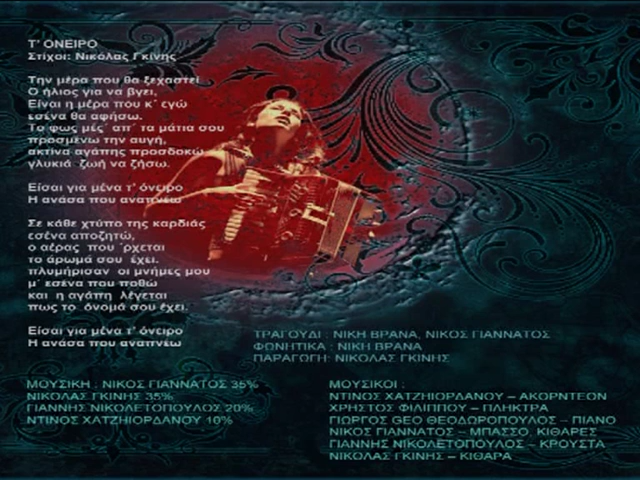 Τ' ΟΝΕΙΡΟ
Στίχοι: Νικόλας Γκίνης
Την μέρα που θα ξεχαστεί
Ο ήλιος για να βγει,
Είναι η μέρα που κ' εγώ
εσένα θα αφήσω.
Το φως μές' απ' τα μάτια σου
προσμένω την αυγή,
ακτίνα αγάπης προσδοκώ
γλυκιά ζωή να ζήσω.
Είσαι για μένα τ' όνειρο
Η ανάσα που αναπνέω
Σε κάθε χτύπο της καρδιάς
εσένα αποζητώ,
ο αέρας που ΄ρχεται
το άρωμά σου έχει.
πλυμήρισαν οι μνήμες μου
μ' εσένα που ποθώ
και η αγάπη λέγεται
πως το όνομά σου έχει.
Είσαι για μένα τ' όνειρο
Η ανάσα που αναπνέω
ΤΡΑΓΟΥΔΙ : ΝΙΚΗ ΒΡΑΝΑ, ΝΙΚΟΣ ΓΙΑΝΝΑΤΟΣ
ΦΩΝΗΤΙΚΑ : ΝΙΚΗ ΒΡΑΝΑ
ΠΑΡΑΓΩΓΗ: ΝΙΚΟΛΑΣ ΓΚΙΝΗΣ
ΜΟΥΣΙΚΗ : ΝΙΚΟΣ ΓΙΑΝΝΑΤΟΣ 35%
ΝΙΚΟΛΑΣ ΓΚΙΝΗΣ 35%
ΓΙΑΝΝΗΣ ΝΙΚΟΛΕΤΟΠΟΥΛΟΣ 20%
ΝΤΙΝΟΣ ΧΑΤΖΗΙΟΡΔΑΝΟΥ 10%
ΜΟΥΣΙΚΟΙ :
ΝΤΙΝΟΣ ΧΑΤΖΗΙΟΡΔΑΝΟΥ – ΑΚΟΡΝΤΕΟΝ
ΧΡΗΣΤΟΣ ΦΙΛΙΠΠΟΥ – ΠΛΗΚΤΡΑ
ΓΙΩΡΓΟΣ GEO ΘΕΟΔΩΡΟΠΟΥΛΟΣ – ΠΙΑΝΟ
ΝΙΚΟΣ ΓΙΑΝΝΑΤΟΣ – ΜΠΑΣΣΟ, ΚΙΘΑΡΕΣ
ΓΙΑΝΝΗΣ ΝΙΚΟΛΕΤΟΠΟΥΛΟΣ – ΚΡΟΥΣΤΑ
ΝΙΚΟΛΑΣ ΓΚΙΝΗΣ – ΚΙΘΑΡΑ